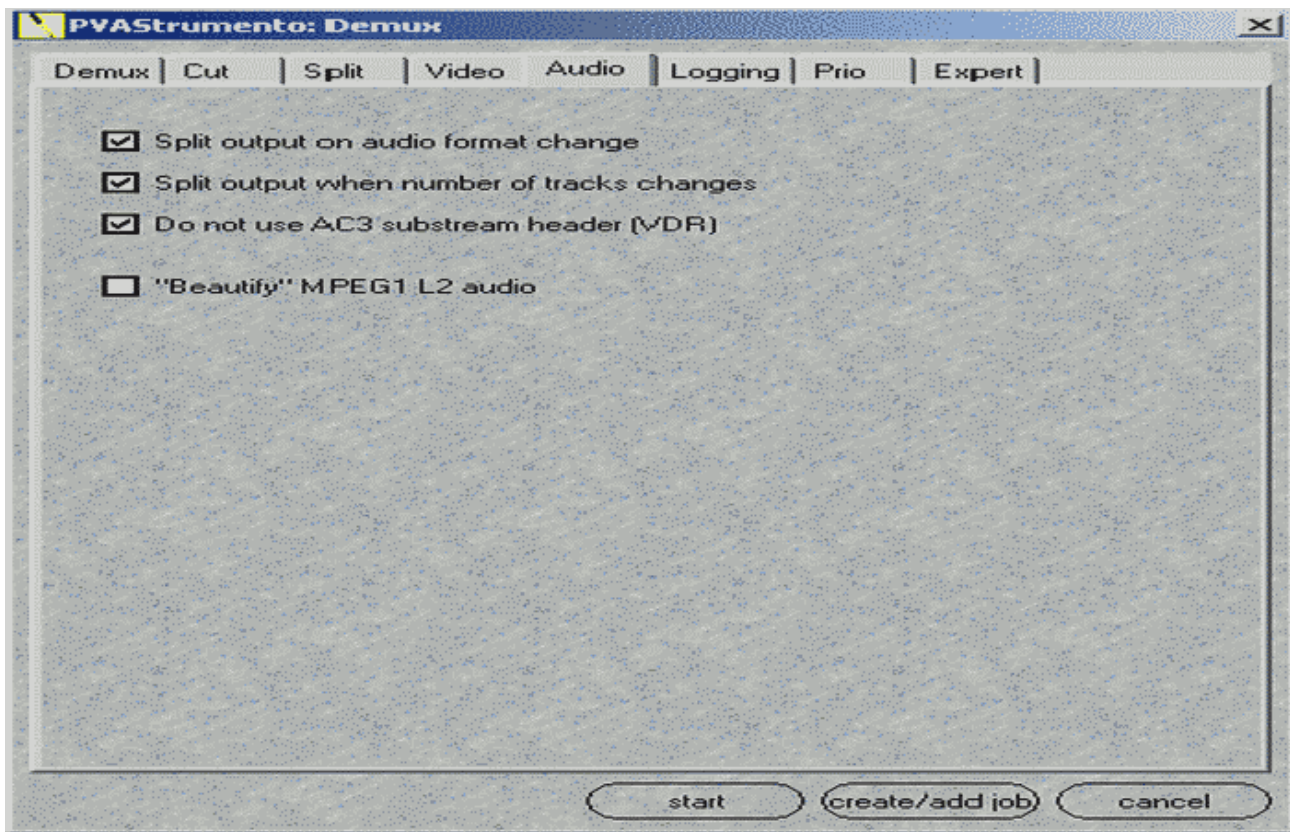 PVAStrumento: Demux
Demux Cut Split Video Audio Logging Prio Expert
Split output on audio format change
Split output when number of tracks changes
Do not use AC3 substream header (VDR)
"Beautify" MPEG1 L2 audio
start create/add job cancel